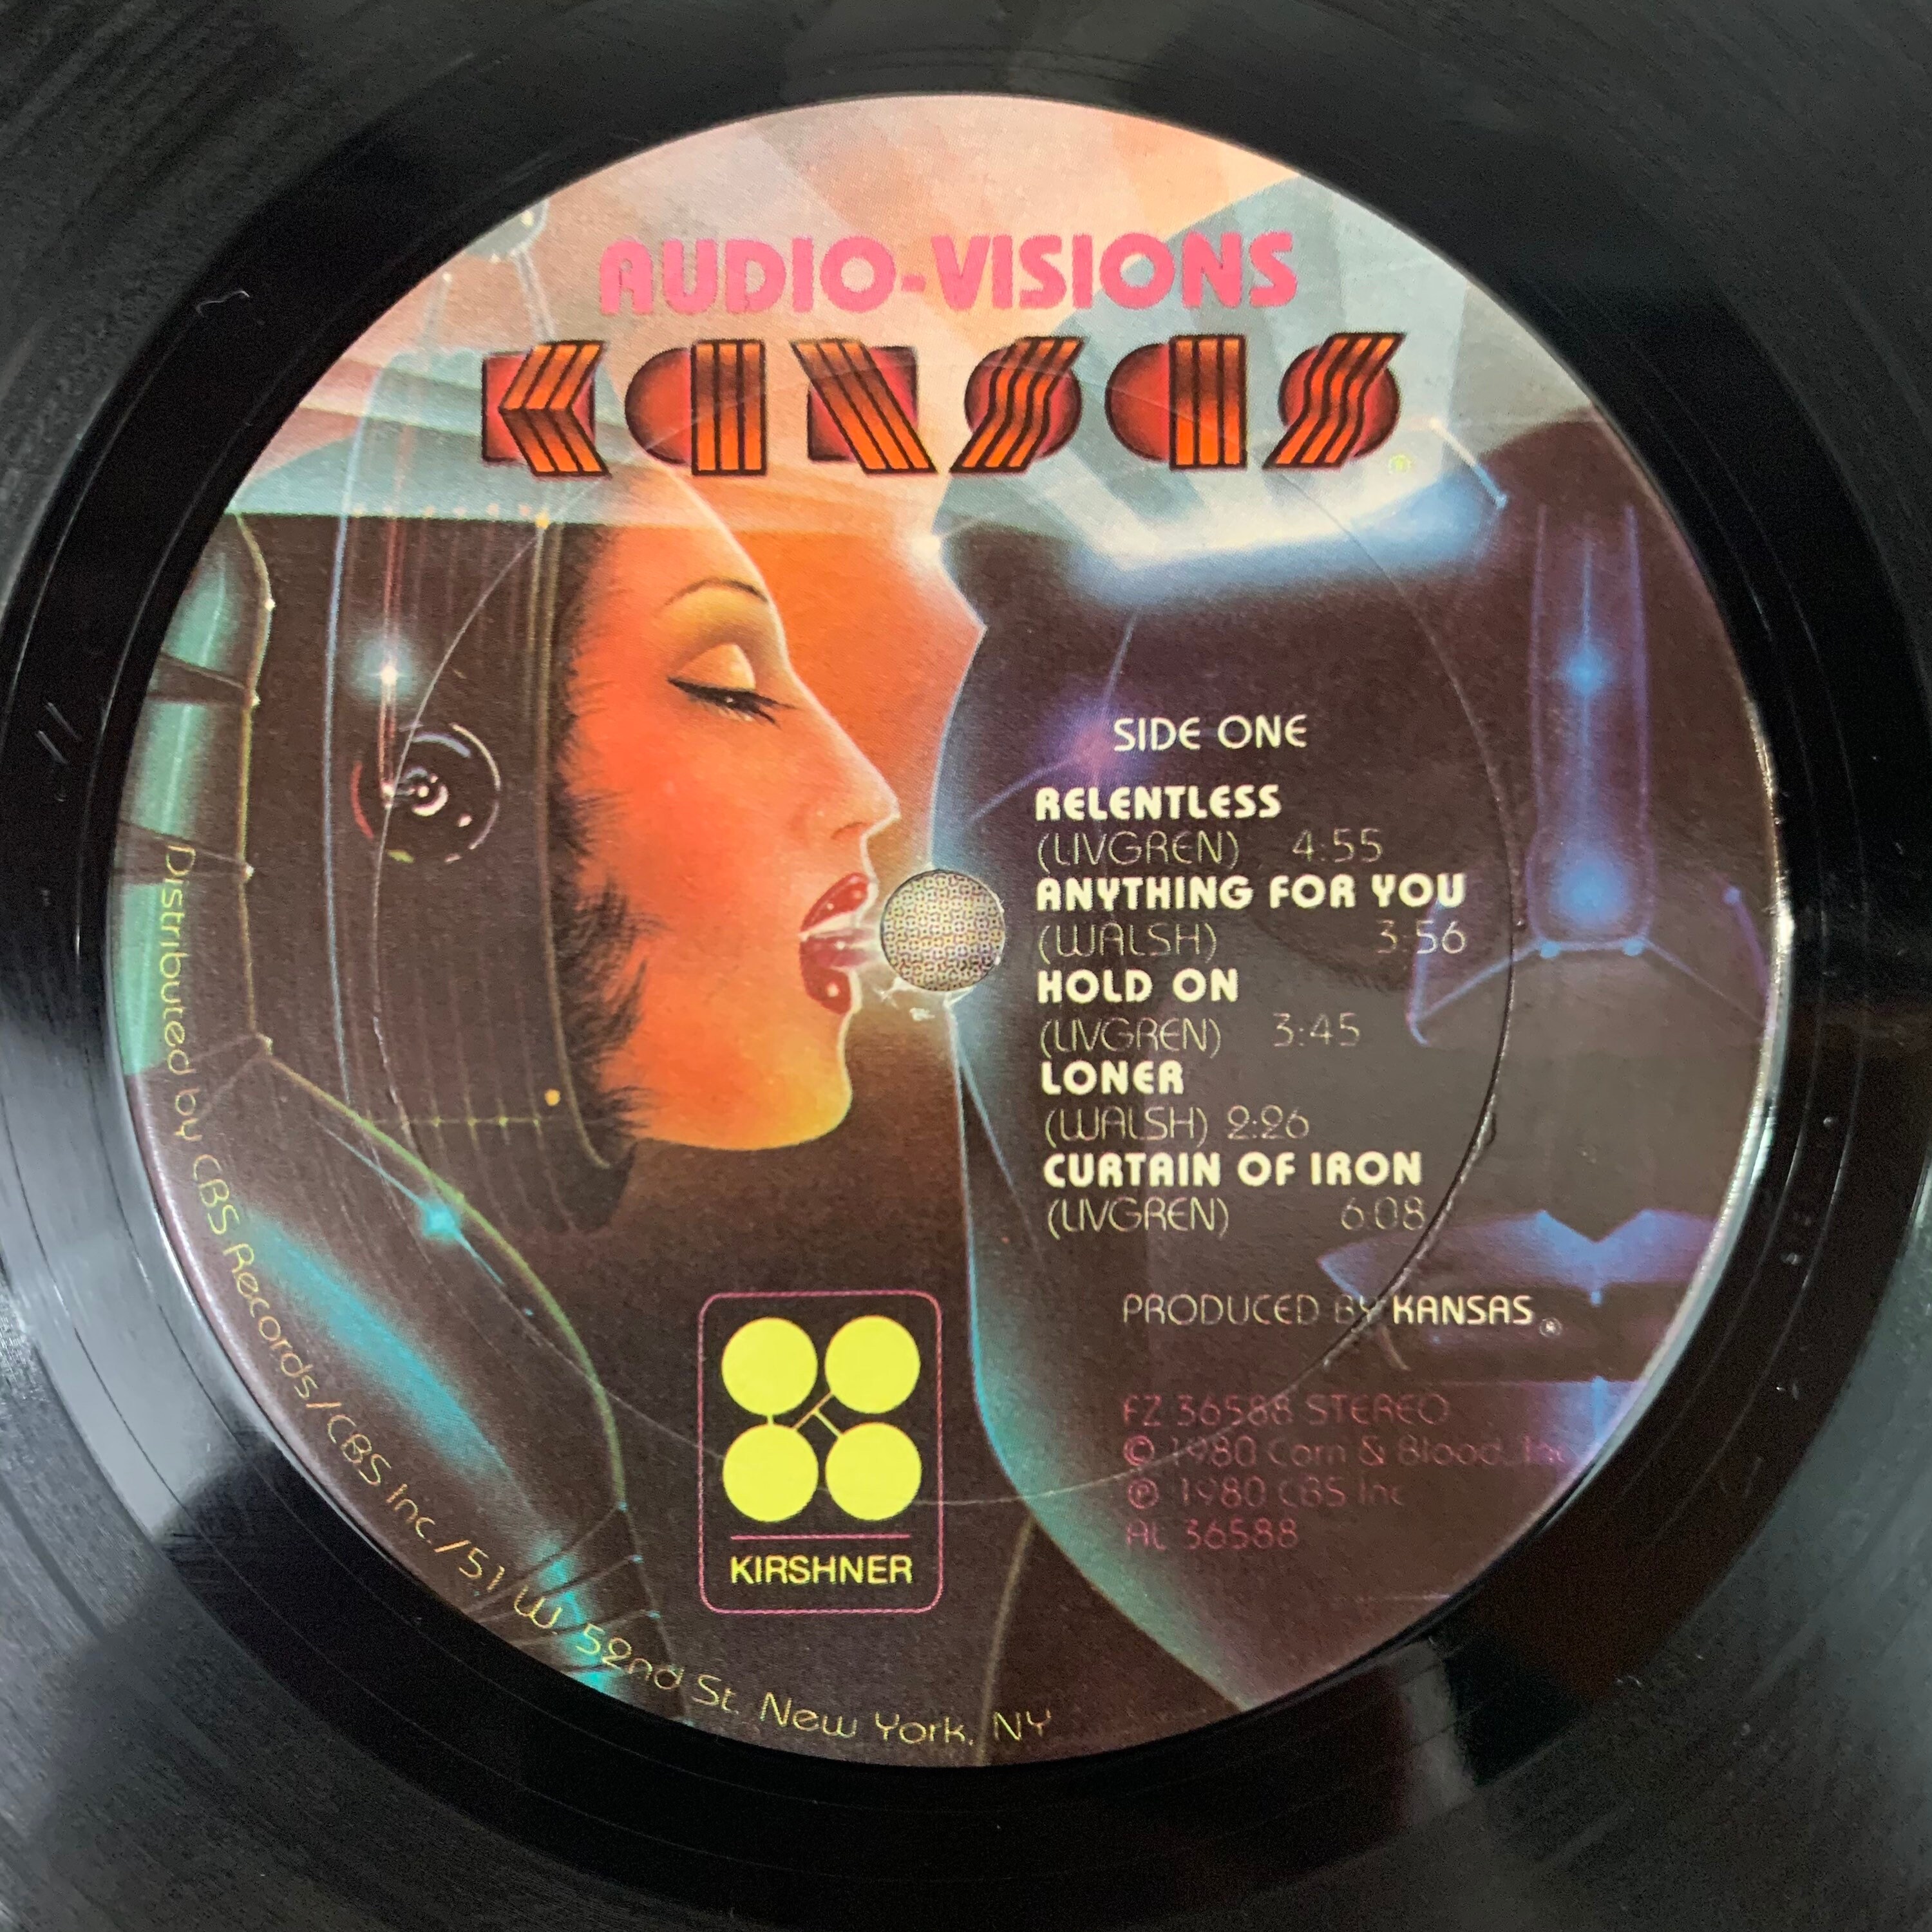 AUDIO-VISIONS
KANSAS®
SIDE ONE
RELENTLESS
(LIVGREN) 4:55
ANYTHING FOR YOU
(WALSH) 3:56
HOLD ON
(LIVGREN) 3:45
LONER
(WALSH) 2:26
CURTAIN OF IRON
(LIVGREN) 6:08
PRODUCED BY KANSAS®
FZ 36588 STEREO
© 1980 Corn & Blood, Inc
℗ 1980 CBS Inc
AL 36588
KIRSHNER
Distributed by CBS Records/CBS Inc./51 W. 52nd St. New York, NY